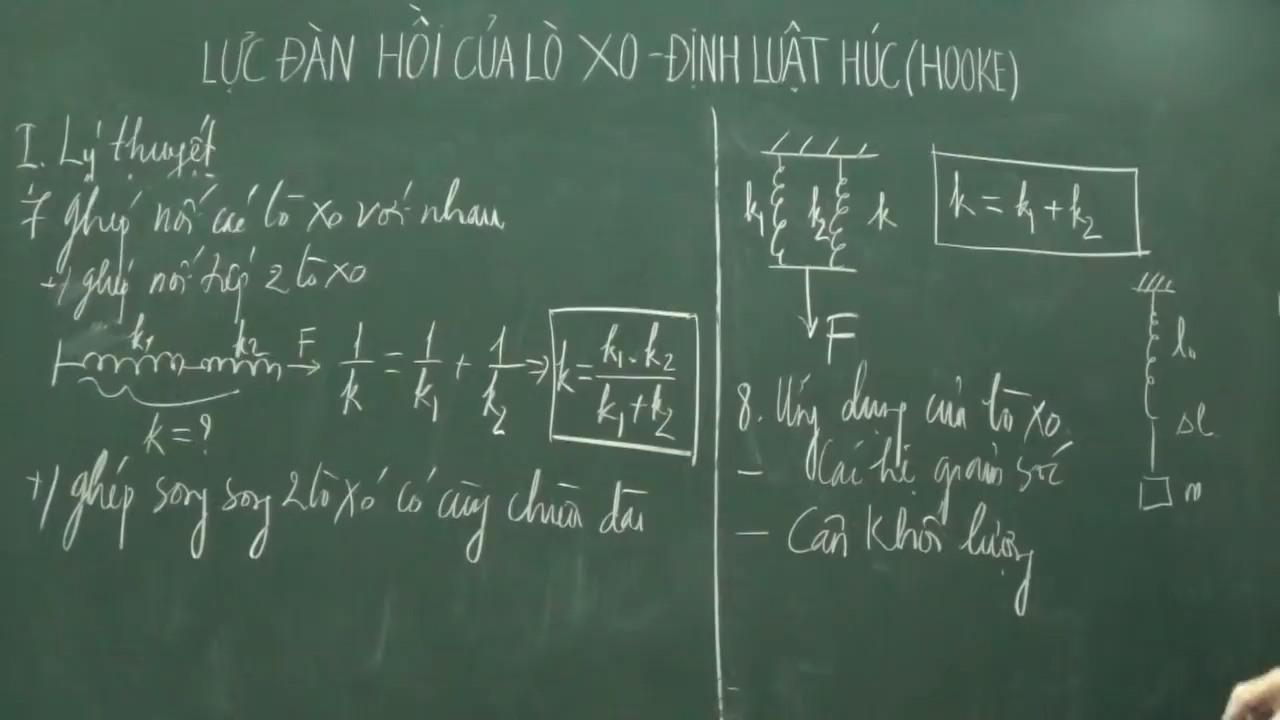 LỰC ĐÀN HỒI CỦA LÒ XO - ĐỊNH LUẬT HÚC (HOOKE)
I. Lý thuyết
7 ghép nối các lò xo với nhau
+/ ghép nối tiếp 2 lò xo
k₁ k₂ F
k = ?
1/k = 1/k₁ + 1/k₂ → k = k₁.k₂/(k₁+k₂)
+/ ghép song song 2 lò xo có cùng chiều dài
k₁ k₂ k
k = k₁ + k₂
F
8. Ứng dụng của lò xo
- Cái hệ giảm sóc
- Cân khối lượng
l₀
Δl
m